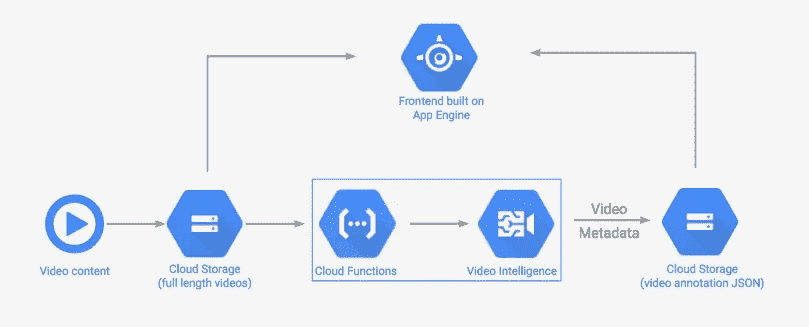 Frontend built on
App Engine
Video content
Cloud Storage
(full length videos)
Cloud Functions
Video Intelligence
Video
Metadata
Cloud Storage
(video annotation JSON)